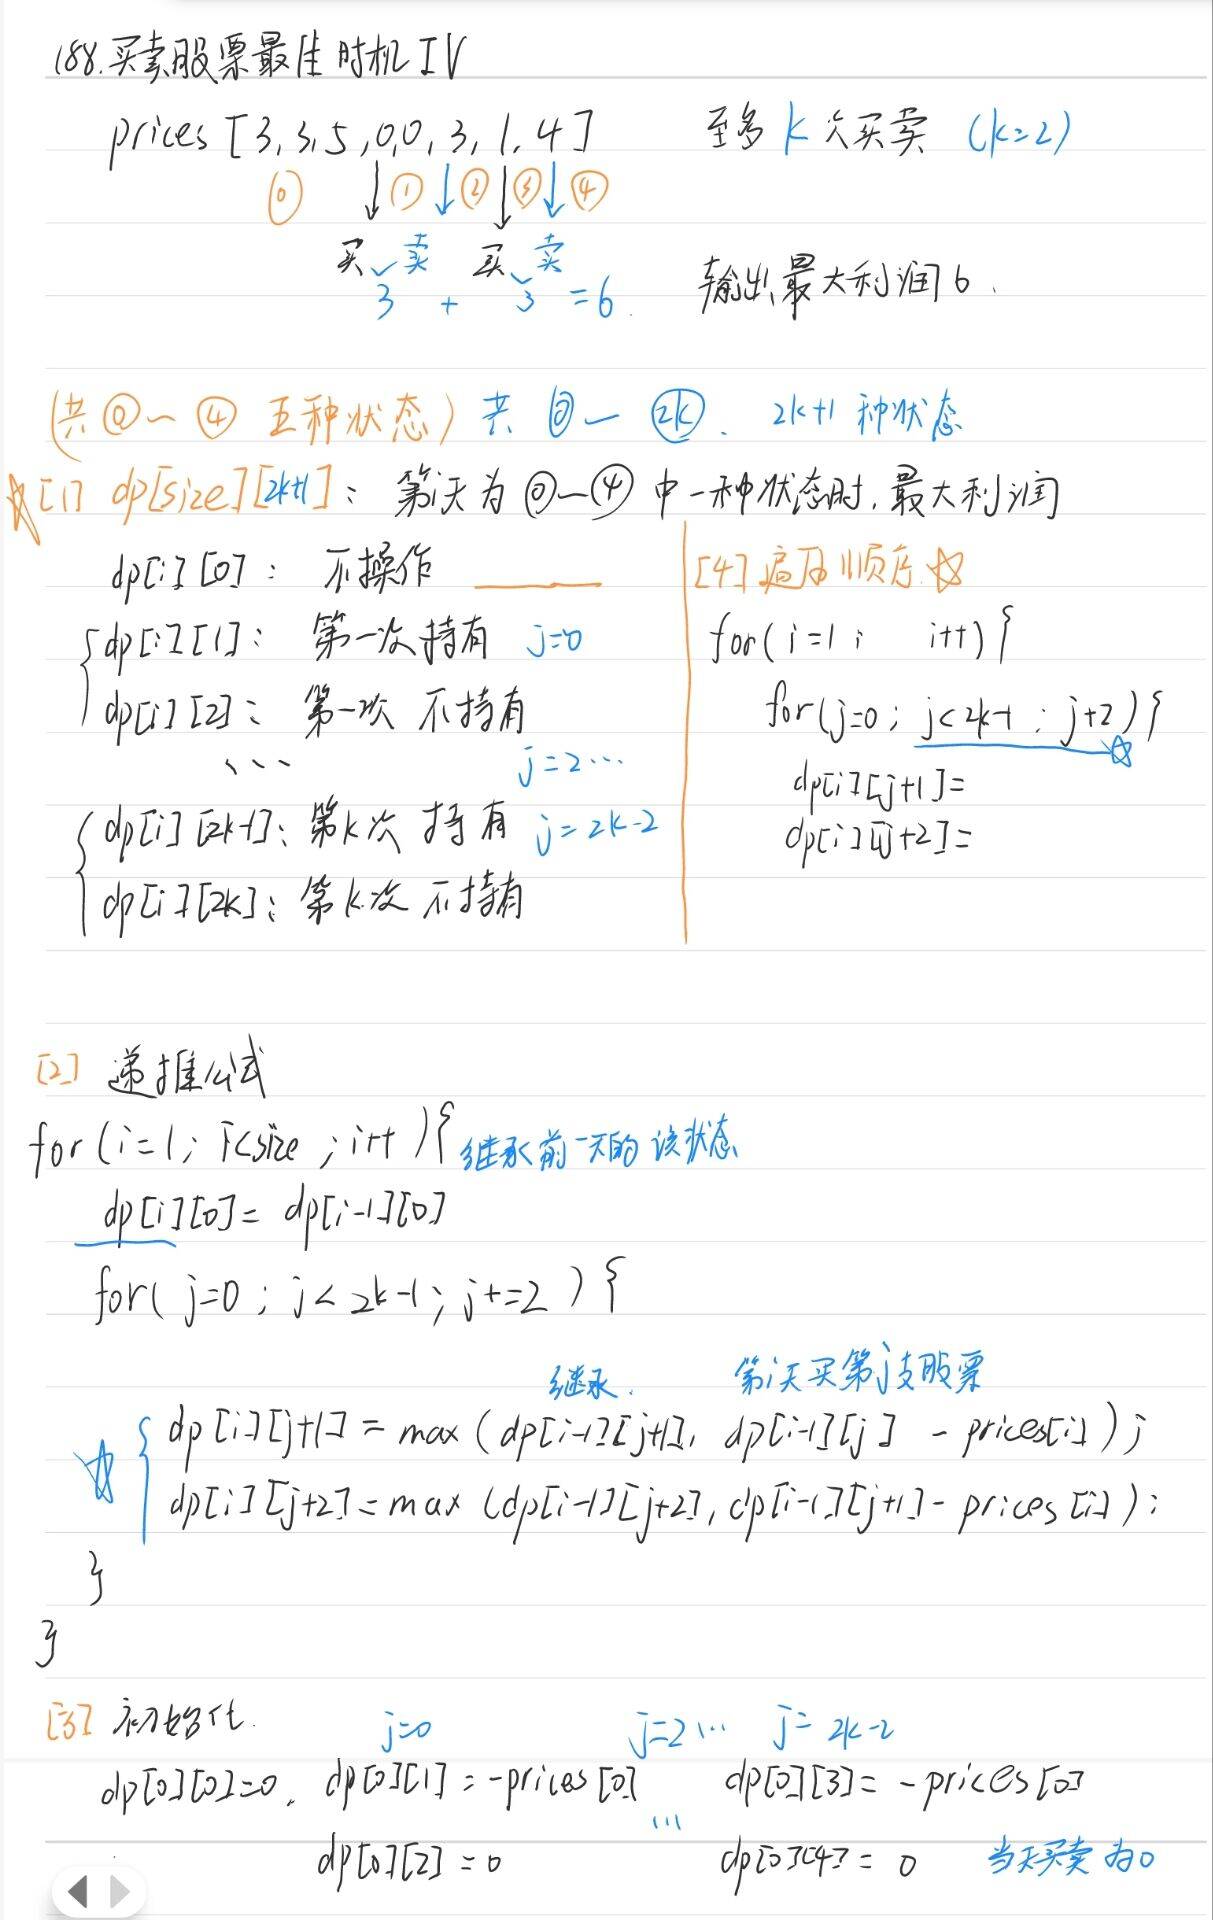 188.买卖股票最佳时机IV
prices [3,3,5,0,0,3,1,4] 至多k次买卖 (k=2)
⓪ ① ② ③ ④
买 卖 买 卖
3 + 3 =6. 输出最大利润6.
(共⓪~④ 五种状态) 共⓪—2k. 2k+1种状态
[1] dp[size][2k+1]: 第i天为⓪—④中一种状态时,最大利润
dp[i][0]: 不操作
dp[i][1]: 第一次持有 j=0
dp[i][2]: 第一次 不持有
... j=2...
dp[i][2k-1]: 第k次 持有 j=2k-2
dp[i][2k]: 第k次 不持有
[4]遍历顺序.
for(i=1; i++){
for(j=0; j<2k-1; j+2){
dp[i][j+1]=
dp[i][j+2]=
[2] 递推公式
for(i=1; i<size; i++){ 继承前一天的该状态
dp[i][0]= dp[i-1][0]
for( j=0; j<2k-1; j+=2 ){
继承. 第i天买第j支股票
dp[i][j+1] = max(dp[i-1][j+1], dp[i-1][j] - prices[i]);
dp[i][j+2]=max(dp[i-1][j+2], dp[i-1][j+1]- prices[i]);
}
}
[3] 初始化.
j=0 j=2... j=2k-2
dp[0][0]=0. dp[0][1] = -prices[0] dp[0][3]= -prices[0]
...
dp[0][2]=0 dp[0][4]= 0 当天买卖为0